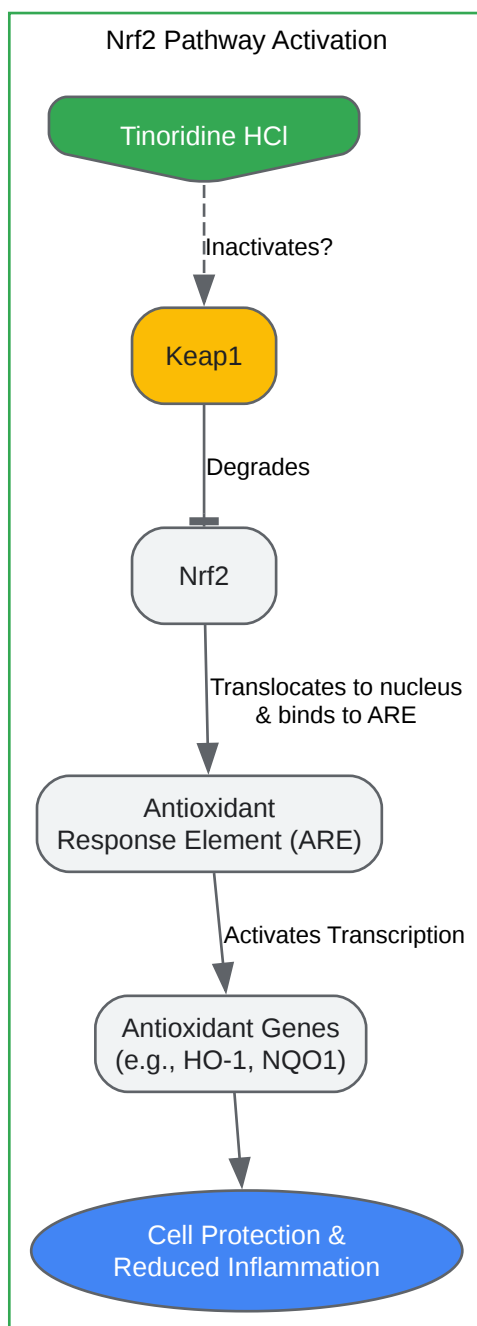 Nrf2 Pathway Activation
Tinoridine HCl
Inactivates?
Keap1
Degrades
Nrf2
Translocates to nucleus
& binds to ARE
Antioxidant
Response Element (ARE)
Activates Transcription
Antioxidant Genes
(e.g., HO-1, NQO1)
Cell Protection &
Reduced Inflammation